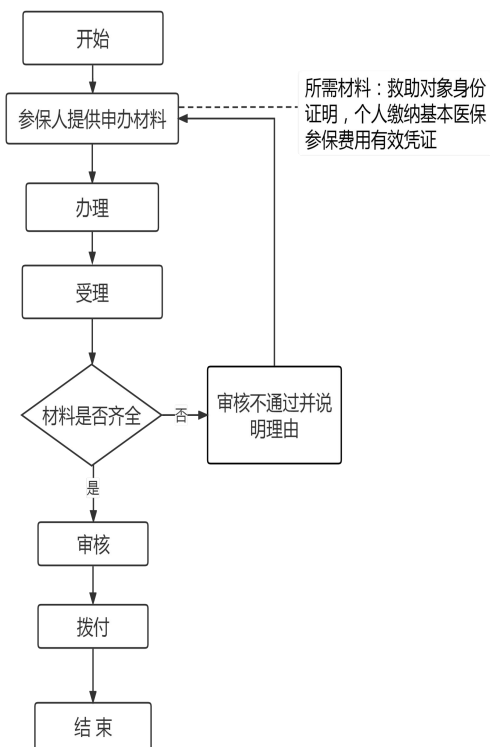 开始
参保人提供申办材料
所需材料：救助对象身份
证明，个人缴纳基本医保
参保费用有效凭证
办理
受理
材料是否齐全
否
审核不通过并说
明理由
是
审核
拨付
结 束